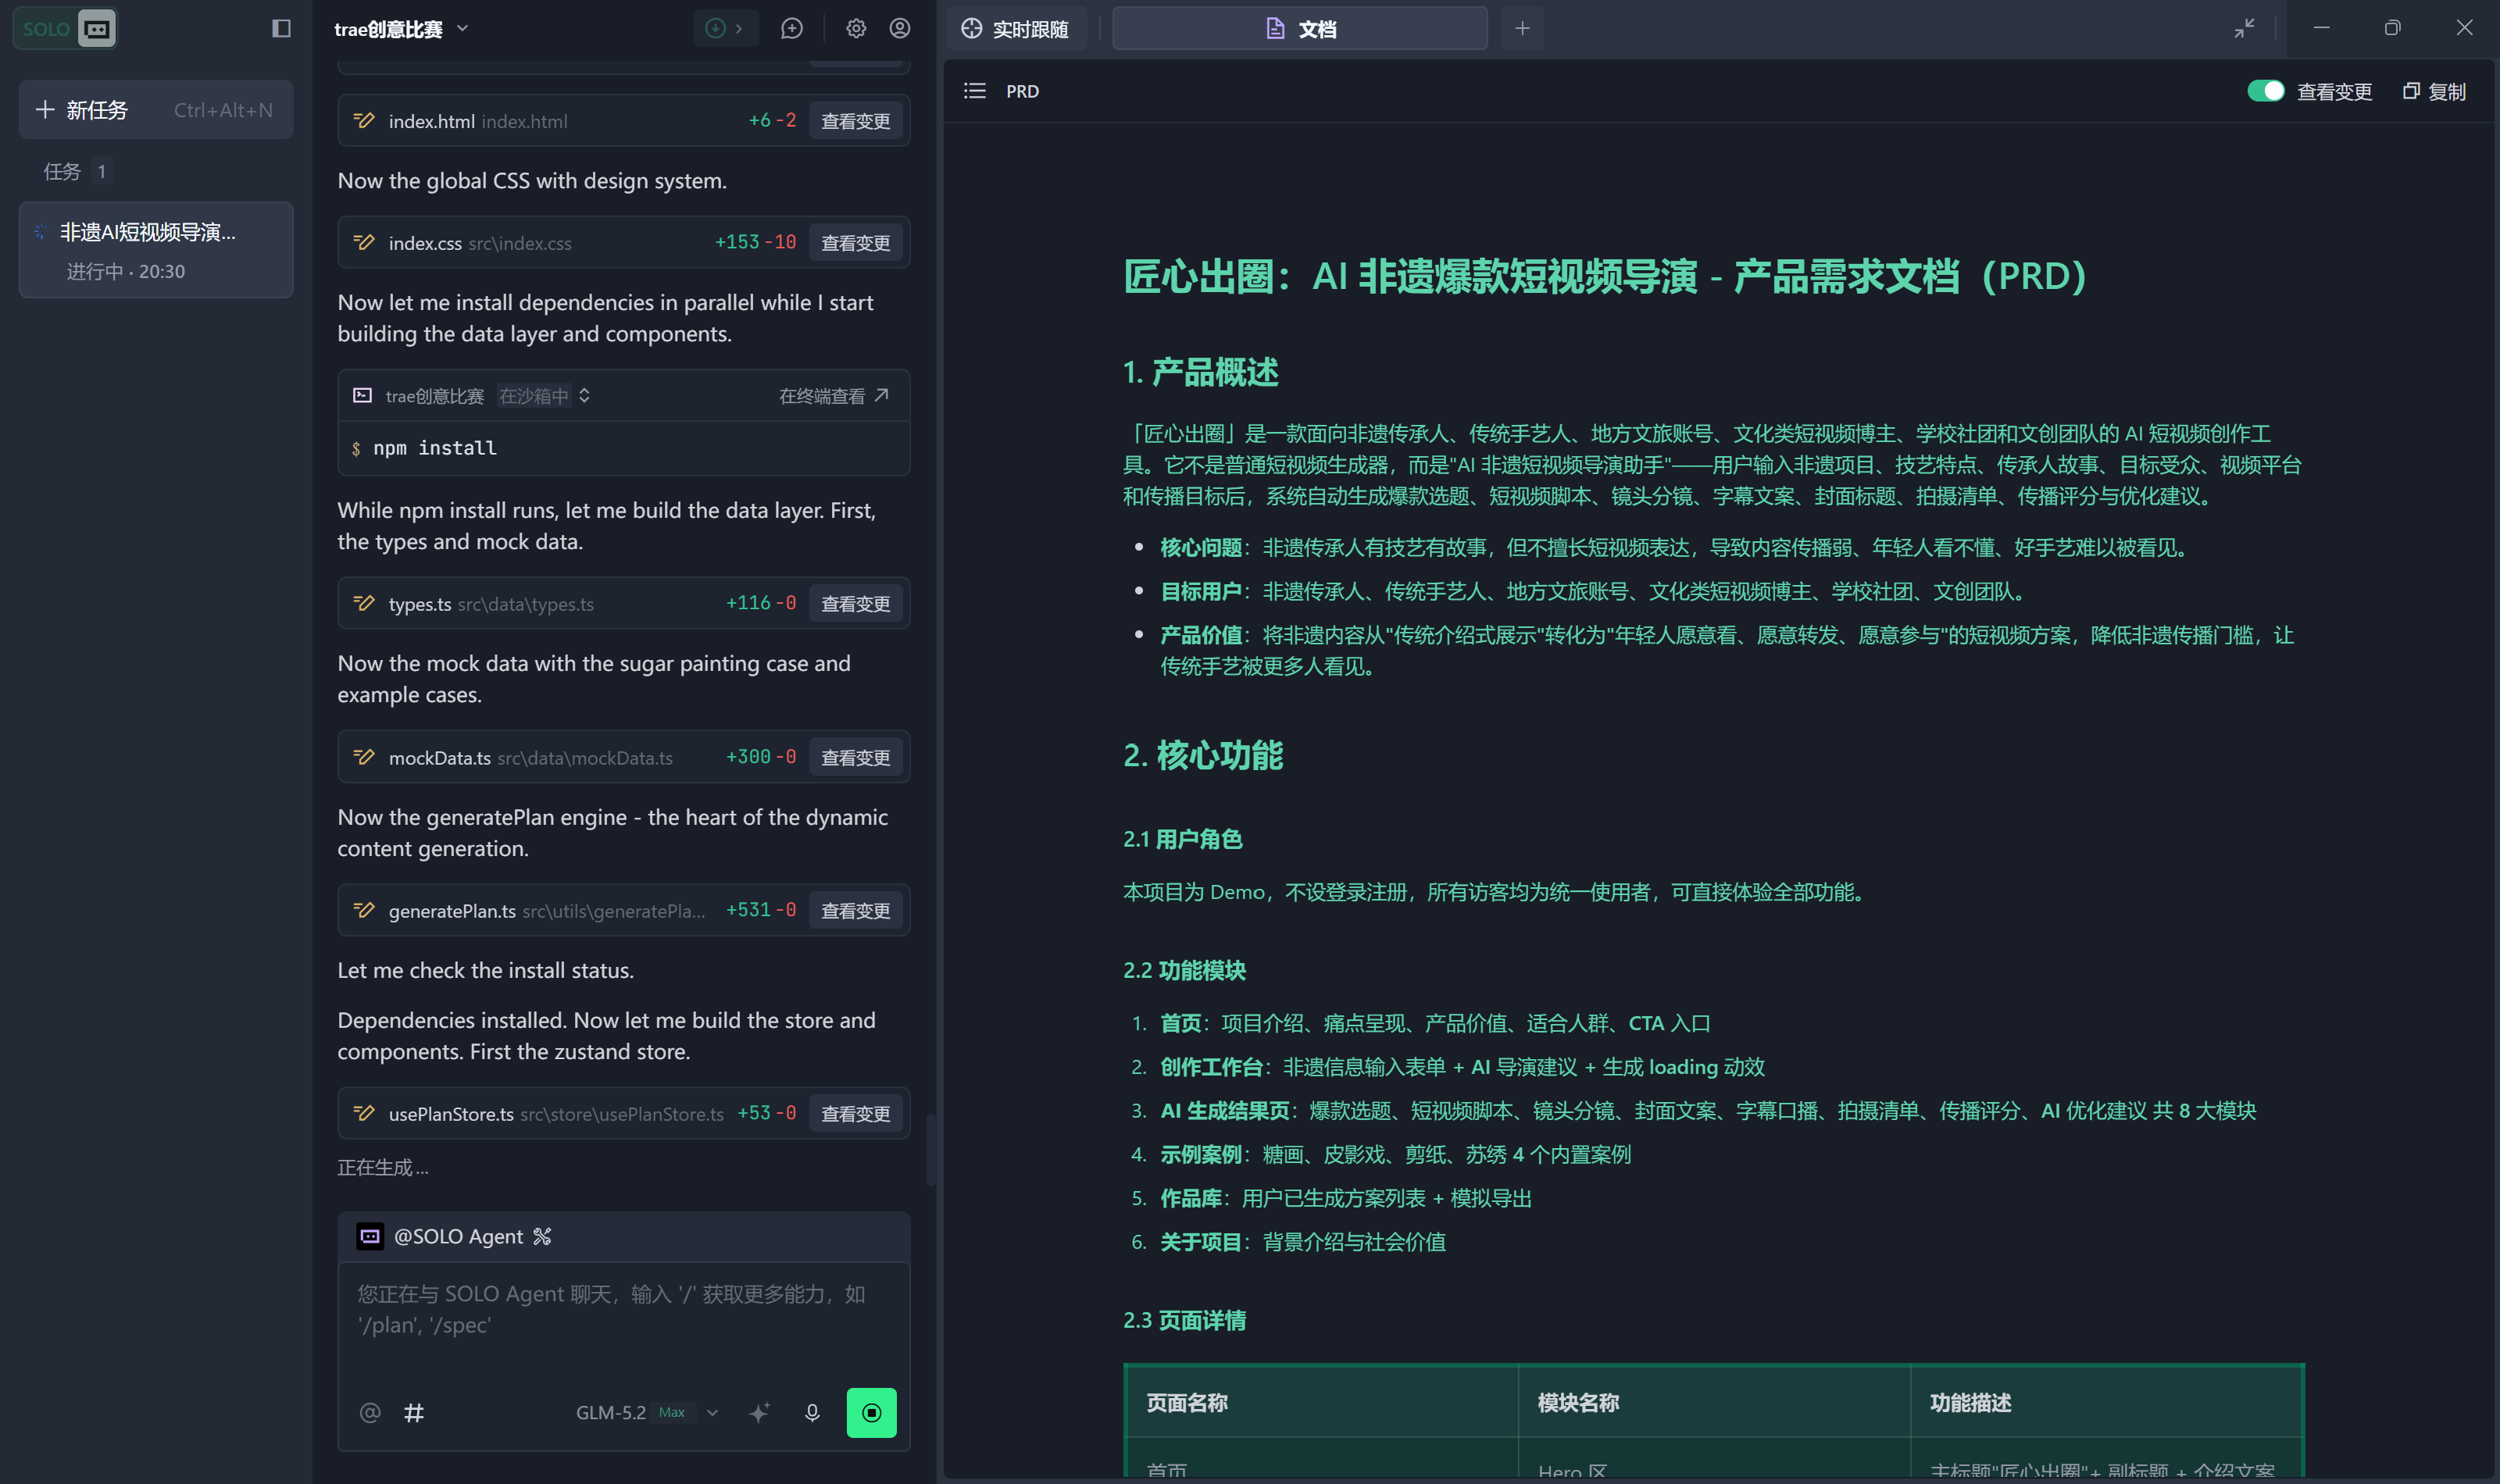 SOLO
新任务 Ctrl+Alt+N
任务 1
非遗AI短视频导演...
进行中 · 20:30
trae创意比赛
index.html index.html +6 -2 查看变更
Now the global CSS with design system.
index.css src\index.css +153 -10 查看变更
Now let me install dependencies in parallel while I start
building the data layer and components.
trae创意比赛 在沙箱中 在终端查看
$ npm install
While npm install runs, let me build the data layer. First,
the types and mock data.
types.ts src\data\types.ts +116 -0 查看变更
Now the mock data with the sugar painting case and
example cases.
mockData.ts src\data\mockData.ts +300 -0 查看变更
Now the generatePlan engine - the heart of the dynamic
content generation.
generatePlan.ts src\utils\generatePla... +531 -0 查看变更
Let me check the install status.
Dependencies installed. Now let me build the store and
components. First the zustand store.
usePlanStore.ts src\store\usePlanStore.ts +53 -0 查看变更
正在生成 ...
@SOLO Agent
您正在与 SOLO Agent 聊天，输入 '/' 获取更多能力，如
'/plan', '/spec'
@ # GLM-5.2 Max
实时跟随
文档
PRD
查看变更 复制
匠心出圈：AI 非遗爆款短视频导演 - 产品需求文档（PRD）
1. 产品概述
「匠心出圈」是一款面向非遗传承人、传统手艺人、地方文旅账号、文化类短视频博主、学校社团和文创团队的 AI 短视频创作工
具。它不是普通短视频生成器，而是"AI 非遗短视频导演助手"——用户输入非遗项目、技艺特点、传承人故事、目标受众、视频平台
和传播目标后，系统自动生成爆款选题、短视频脚本、镜头分镜、字幕文案、封面标题、拍摄清单、传播评分与优化建议。
• 核心问题：非遗传承人有技艺有故事，但不擅长短视频表达，导致内容传播弱、年轻人看不懂、好手艺难以被看见。
• 目标用户：非遗传承人、传统手艺人、地方文旅账号、文化类短视频博主、学校社团、文创团队。
• 产品价值：将非遗内容从"传统介绍式展示"转化为"年轻人愿意看、愿意转发、愿意参与"的短视频方案，降低非遗传播门槛，让
传统手艺被更多人看见。
2. 核心功能
2.1 用户角色
本项目为 Demo，不设登录注册，所有访客均为统一使用者，可直接体验全部功能。
2.2 功能模块
1. 首页：项目介绍、痛点呈现、产品价值、适合人群、CTA 入口
2. 创作工作台：非遗信息输入表单 + AI 导演建议 + 生成 loading 动效
3. AI 生成结果页：爆款选题、短视频脚本、镜头分镜、封面文案、字幕口播、拍摄清单、传播评分、AI 优化建议 共 8 大模块
4. 示例案例：糖画、皮影戏、剪纸、苏绣 4 个内置案例
5. 作品库：用户已生成方案列表 + 模拟导出
6. 关于项目：背景介绍与社会价值
2.3 页面详情
页面名称 模块名称 功能描述
首页 Hero 区 主标题"匠心出圈"+ 副标题 + 介绍文案